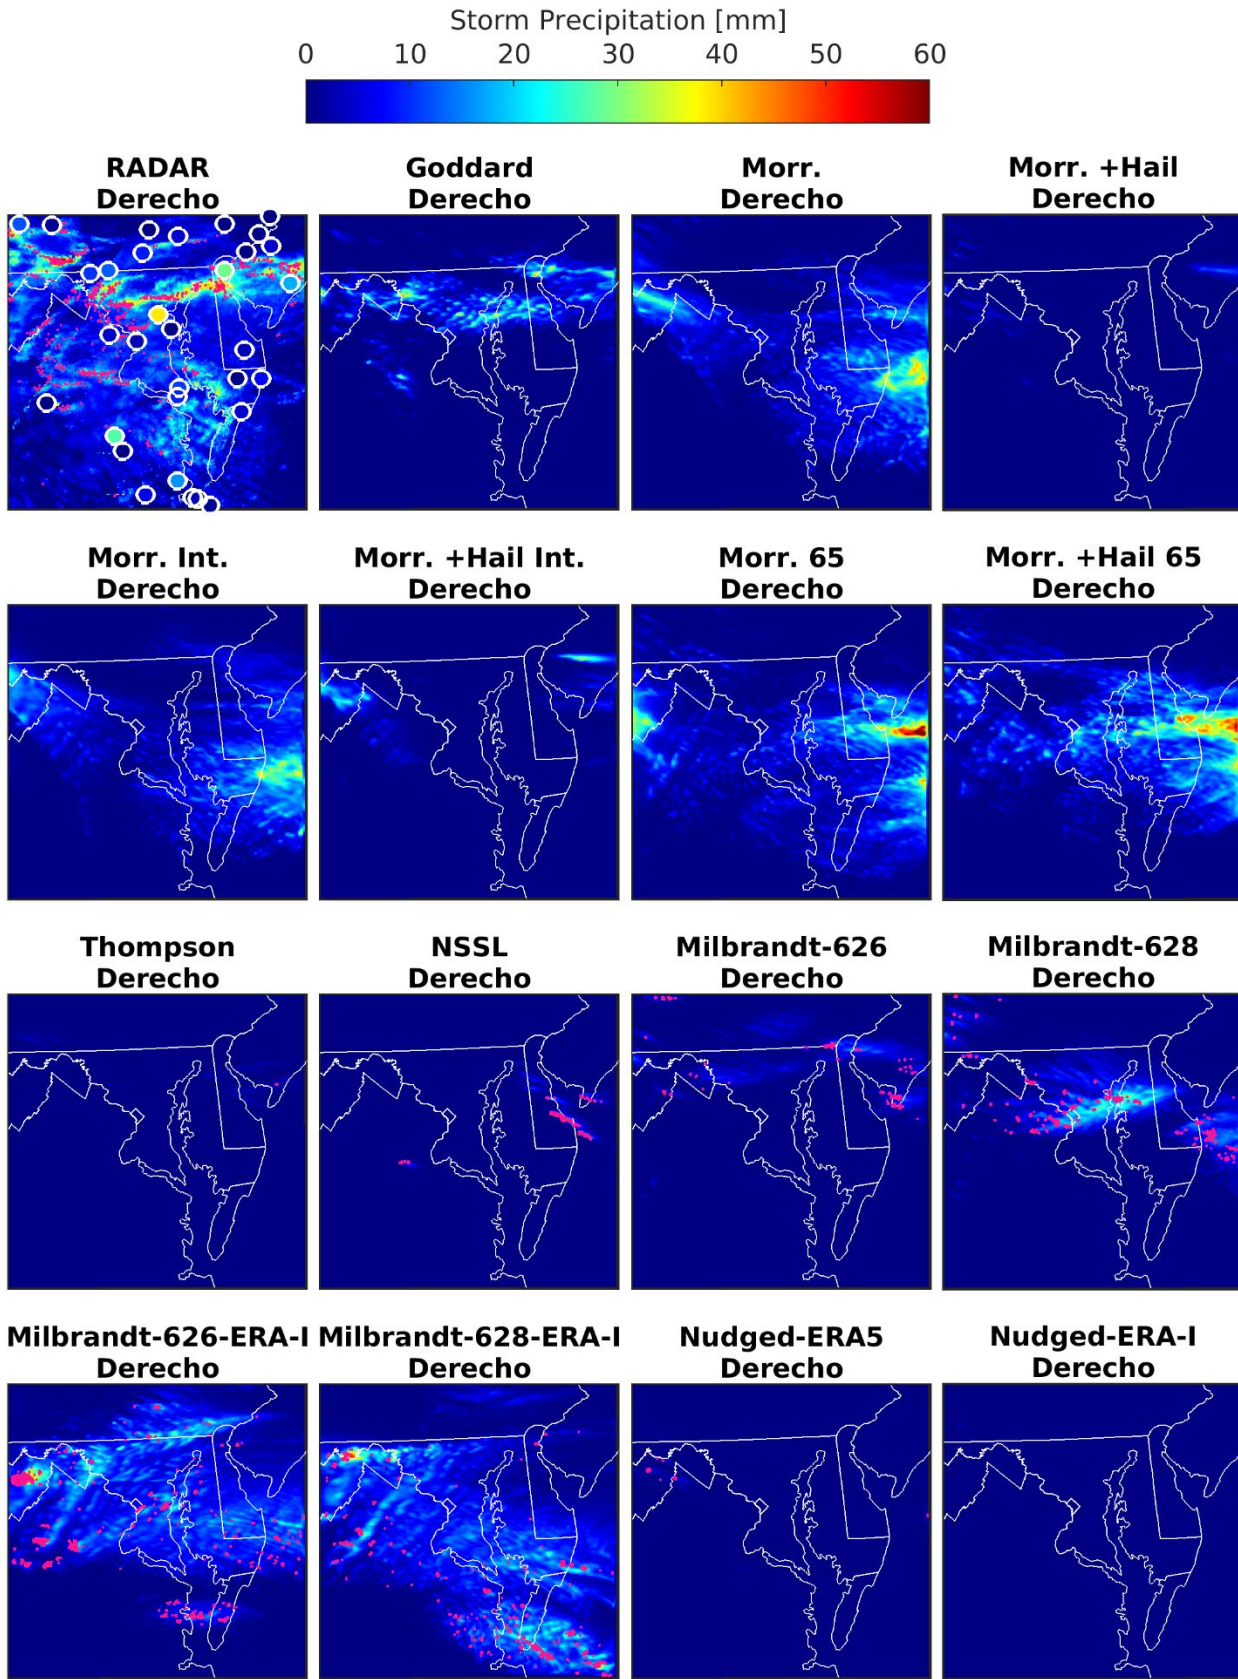 Storm Precipitation [mm]
0 10 20 30 40 50 60
RADAR Goddard Morr. Morr. +Hail
Derecho Derecho Derecho Derecho
Morr. Int. Morr. +Hail Int. Morr. 65 Morr. +Hail 65
Derecho Derecho Derecho Derecho
Thompson NSSL Milbrandt-626 Milbrandt-628
Derecho Derecho Derecho Derecho
Milbrandt-626-ERA-I Milbrandt-628-ERA-I Nudged-ERA5 Nudged-ERA-I
Derecho Derecho Derecho Derecho